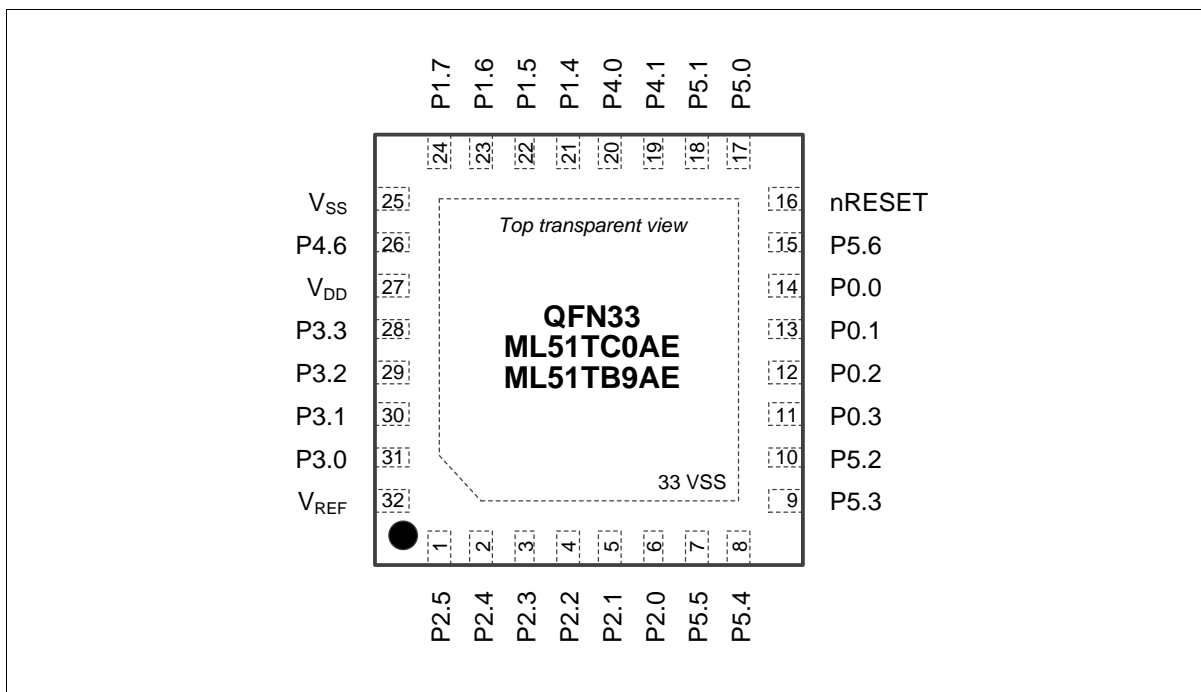 P1.7
P1.6
P1.5
P1.4
P4.0
P4.1
P5.1
P5.0
24
23
22
21
20
19
18
17
VSS 25
P4.6 26
VDD 27
P3.3 28
P3.2 29
P3.1 30
P3.0 31
VREF 32
Top transparent view
QFN33
ML51TC0AE
ML51TB9AE
33 VSS
16 nRESET
15 P5.6
14 P0.0
13 P0.1
12 P0.2
11 P0.3
10 P5.2
9 P5.3
1
2
3
4
5
6
7
8
P2.5
P2.4
P2.3
P2.2
P2.1
P2.0
P5.5
P5.4